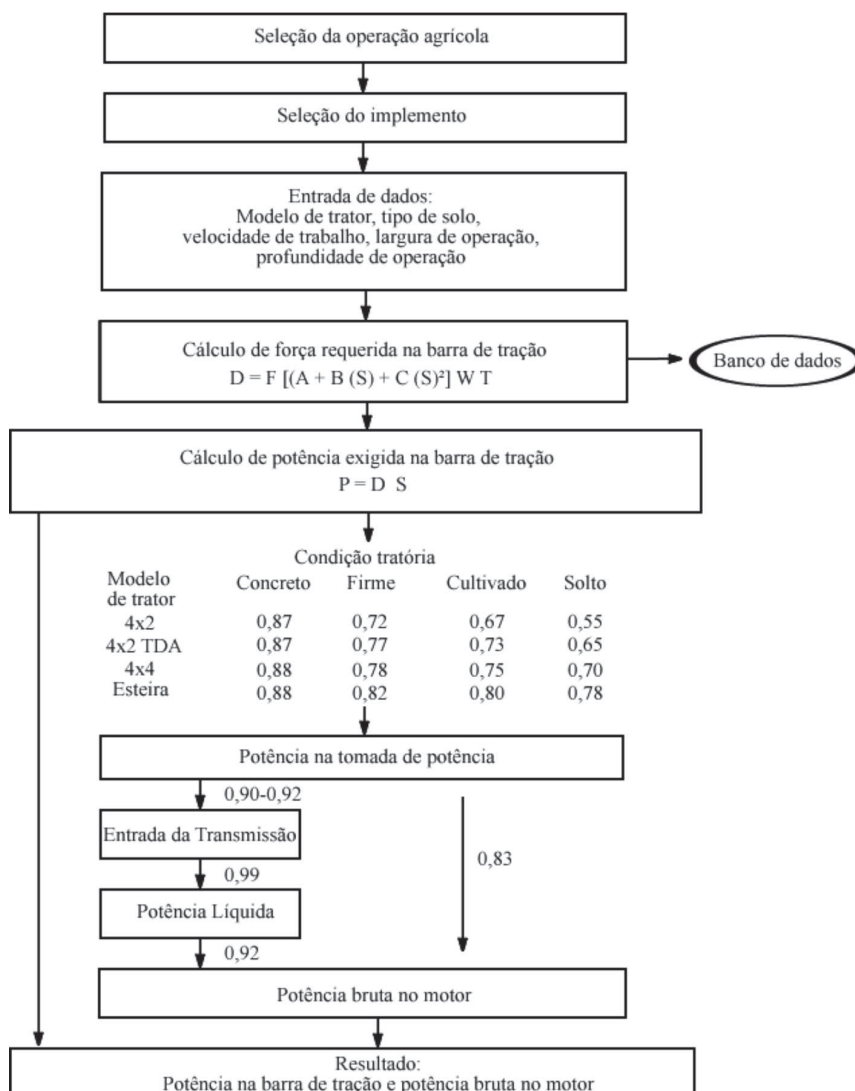 Seleção da operação agrícola
Seleção do implemento
Entrada de dados:
Modelo de trator, tipo de solo,
velocidade de trabalho, largura de operação,
profundidade de operação
Cálculo de força requerida na barra de tração
D = F [(A + B (S) + C (S)²] W T
Banco de dados
Cálculo de potência exigida na barra de tração
P = D S
Condição tratória
Modelo de trator Concreto Firme Cultivado Solto
4x2 0,87 0,72 0,67 0,55
4x2 TDA 0,87 0,77 0,73 0,65
4x4 0,88 0,78 0,75 0,70
Esteira 0,88 0,82 0,80 0,78
Potência na tomada de potência
0,90-0,92
Entrada da Transmissão
0,83
0,99
Potência Líquida
0,92
Potência bruta no motor
Resultado:
Potência na barra de tração e potência bruta no motor